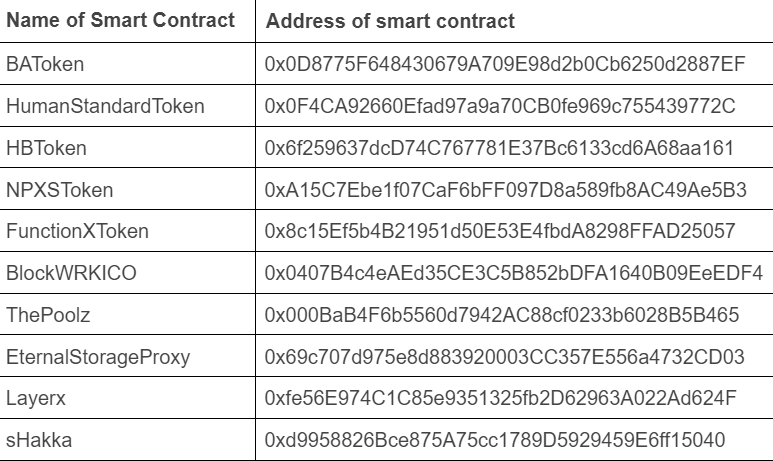 Name of Smart Contract Address of smart contract
BAToken 0x0D8775F648430679A709E98d2b0Cb6250d2887EF
HumanStandardToken 0x0F4CA92660Efad97a9a70CB0fe969c755439772C
HBToken 0x6f259637dcD74C767781E37Bc6133cd6A68aa161
NPXSToken 0xA15C7Ebe1f07CaF6bFF097D8a589fb8AC49Ae5B3
FunctionXToken 0x8c15Ef5b4B21951d50E53E4fbdA8298FFAD25057
BlockWRKICO 0x0407B4c4eAEd35CE3C5B852bDFA1640B09EeEDF4
ThePoolz 0x000BaB4F6b5560d7942AC88cf0233b6028B5B465
EternalStorageProxy 0x69c707d975e8d883920003CC357E556a4732CD03
Layerx 0xfe56E974C1C85e9351325fb2D62963A022Ad624F
sHakka 0xd9958826Bce875A75cc1789D5929459E6ff15040